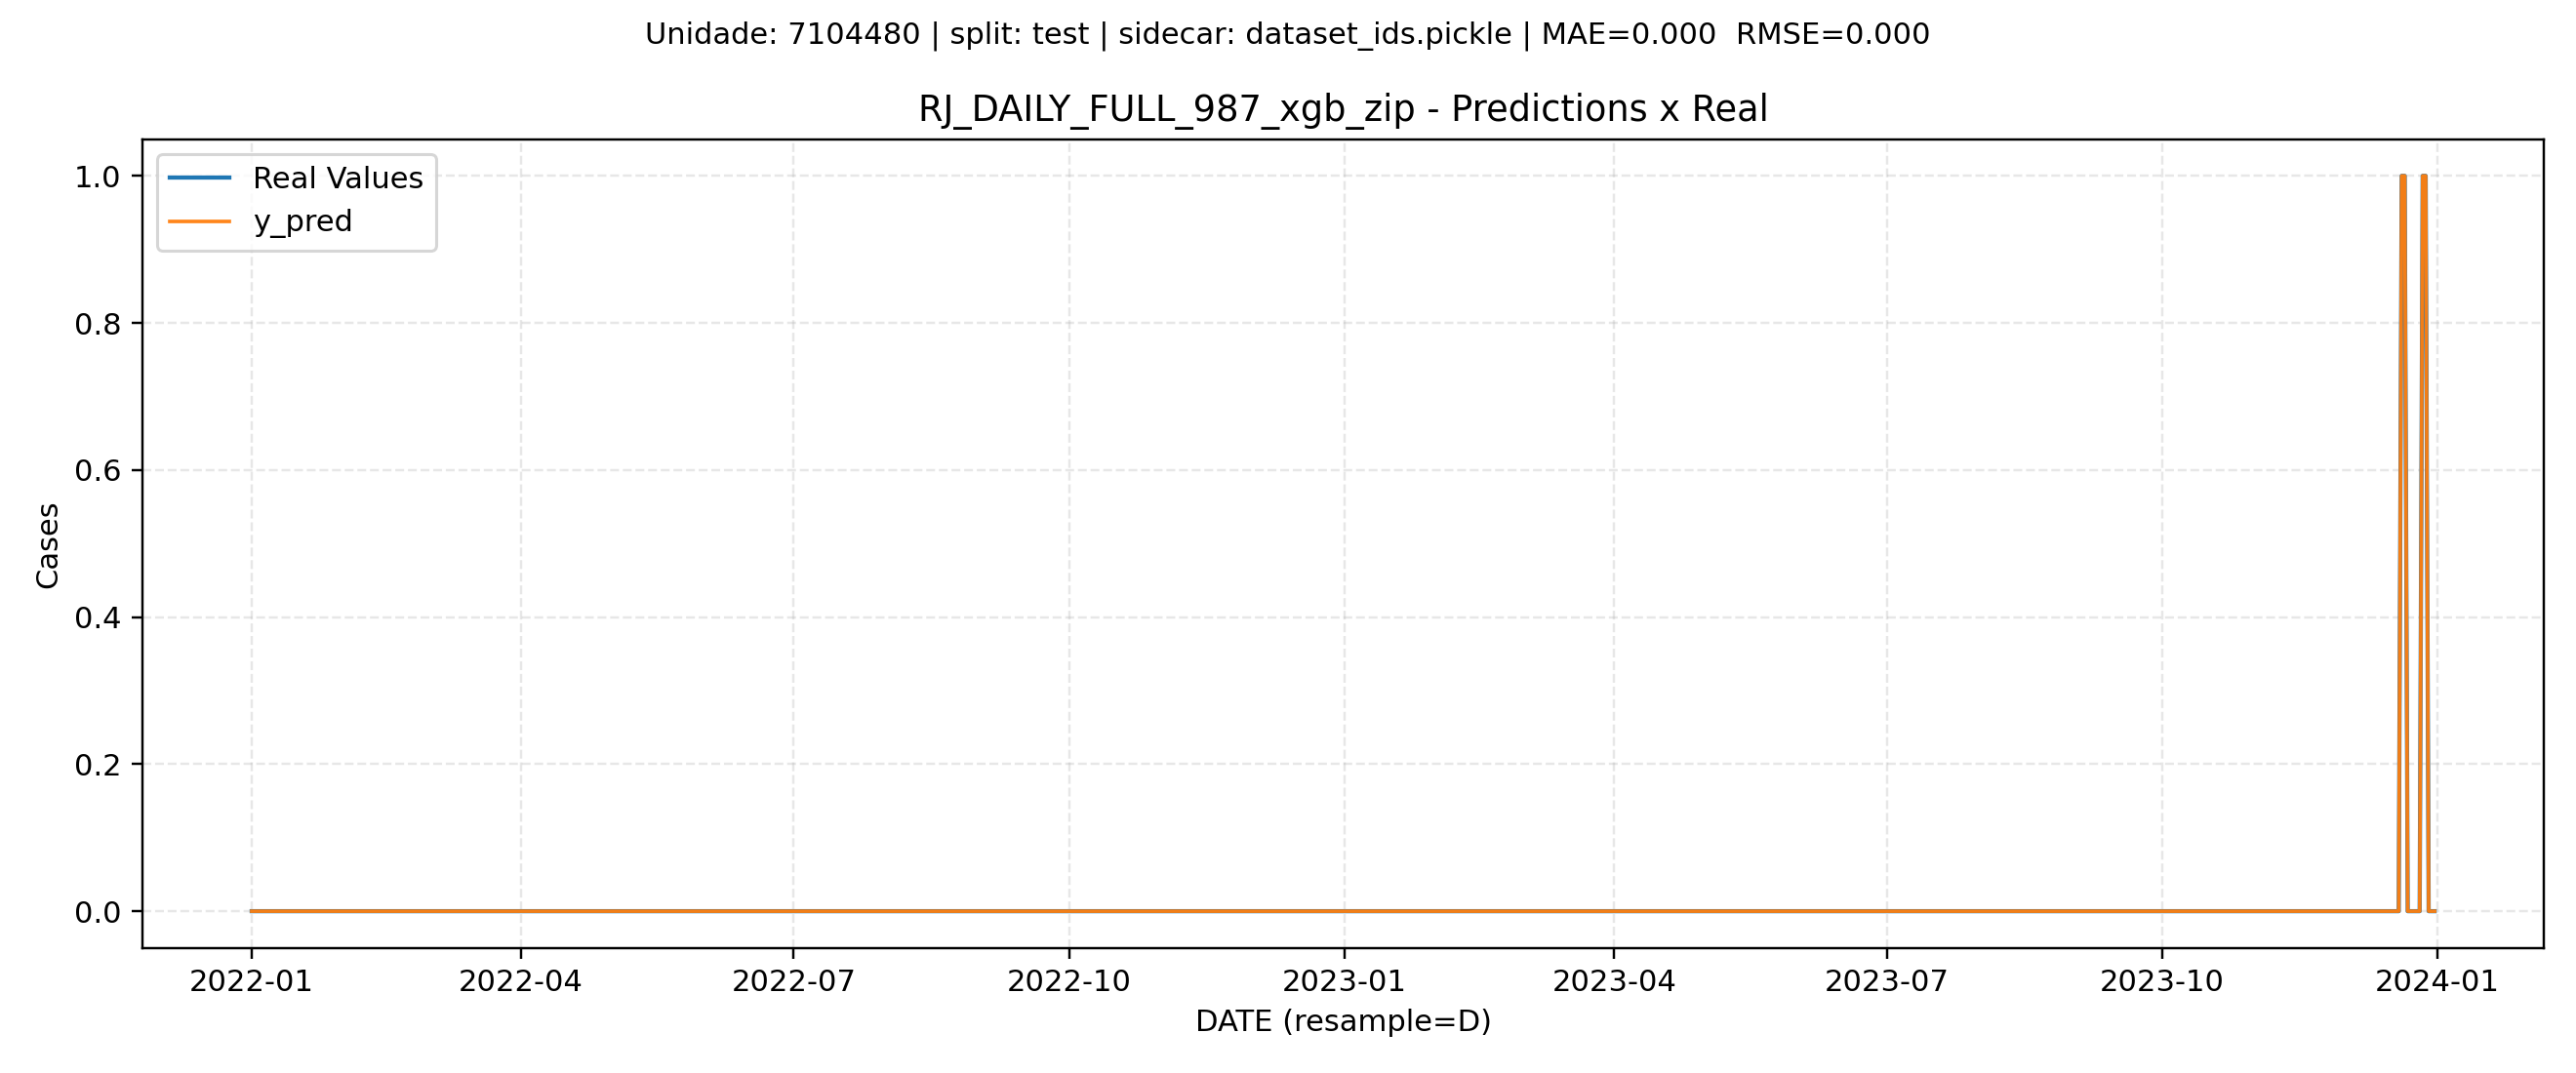 Unidade: 7104480 | split: test | sidecar: dataset_ids.pickle | MAE=0.000  RMSE=0.000
RJ_DAILY_FULL_987_xgb_zip - Predictions x Real
Real Values
y_pred
1.0
0.8
0.6
0.4
0.2
0.0
Cases
2022-01 2022-04 2022-07 2022-10 2023-01 2023-04 2023-07 2023-10 2024-01
DATE (resample=D)